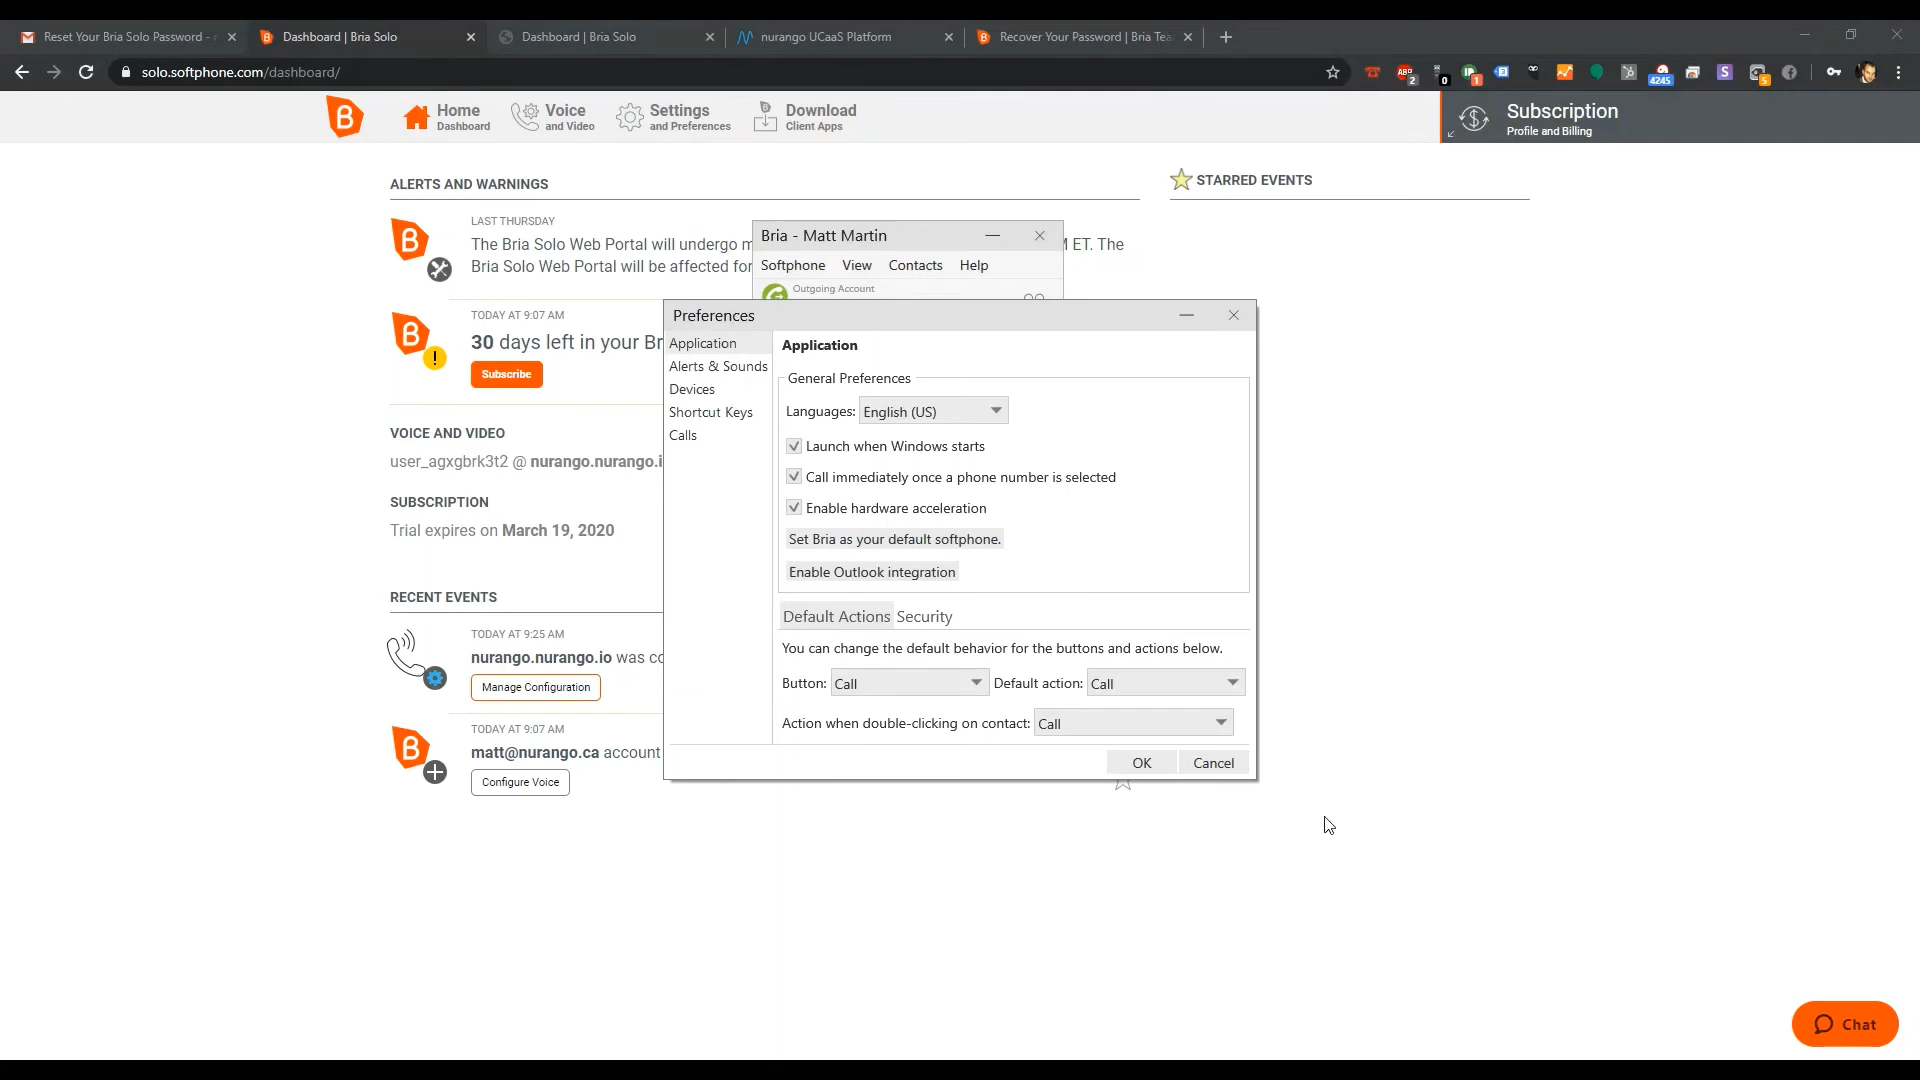 Reset Your Bria Solo Password -
Dashboard | Bria Solo
Dashboard | Bria Solo
nurango UCaaS Platform
Recover Your Password | Bria Tea
solo.softphone.com/dashboard/
ABP
2
0
1
4245
S
5
B
Home
Dashboard
Voice
and Video
Settings
and Preferences
Download
Client Apps
Subscription
Profile and Billing
ALERTS AND WARNINGS
STARRED EVENTS
LAST THURSDAY
The Bria Solo Web Portal will undergo m
M ET. The
Bria Solo Web Portal will be affected for
TODAY AT 9:07 AM
30 days left in your Br
Subscribe
VOICE AND VIDEO
user_agxgbrk3t2 @ nurango.nurango.i
SUBSCRIPTION
Trial expires on March 19, 2020
RECENT EVENTS
TODAY AT 9:25 AM
nurango.nurango.io was co
Manage Configuration
TODAY AT 9:07 AM
matt@nurango.ca account
Configure Voice
Bria - Matt Martin
Softphone View Contacts Help
Outgoing Account
Preferences
Application
Alerts & Sounds
Devices
Shortcut Keys
Calls
Application
General Preferences
Languages: English (US)
Launch when Windows starts
Call immediately once a phone number is selected
Enable hardware acceleration
Set Bria as your default softphone.
Enable Outlook integration
Default Actions Security
You can change the default behavior for the buttons and actions below.
Button: Call Default action: Call
Action when double-clicking on contact: Call
OK Cancel
Chat